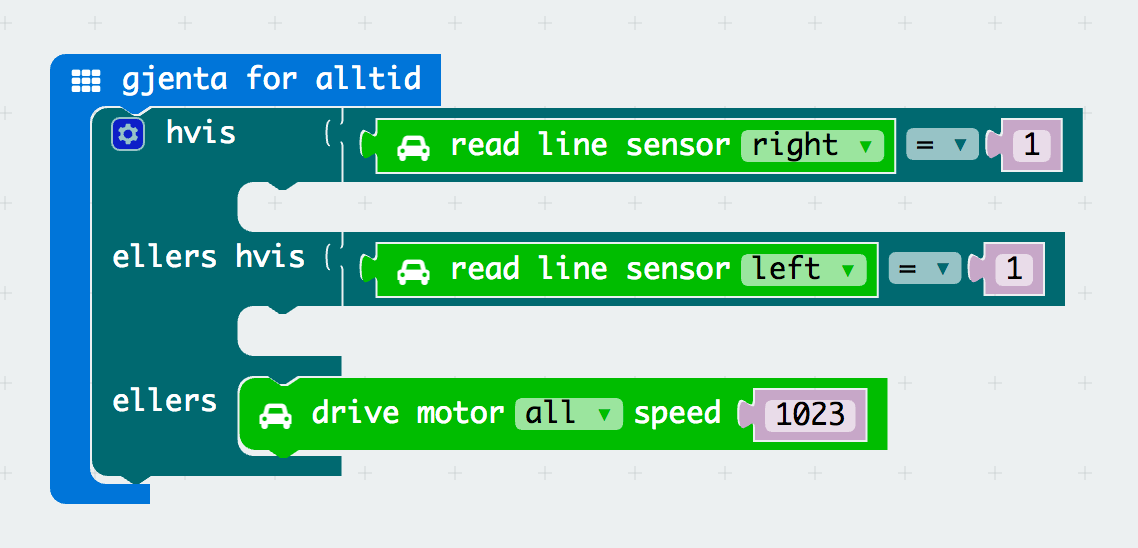 gjenta for alltid
hvis read line sensor right = 1
ellers hvis read line sensor left = 1
ellers drive motor all speed 1023